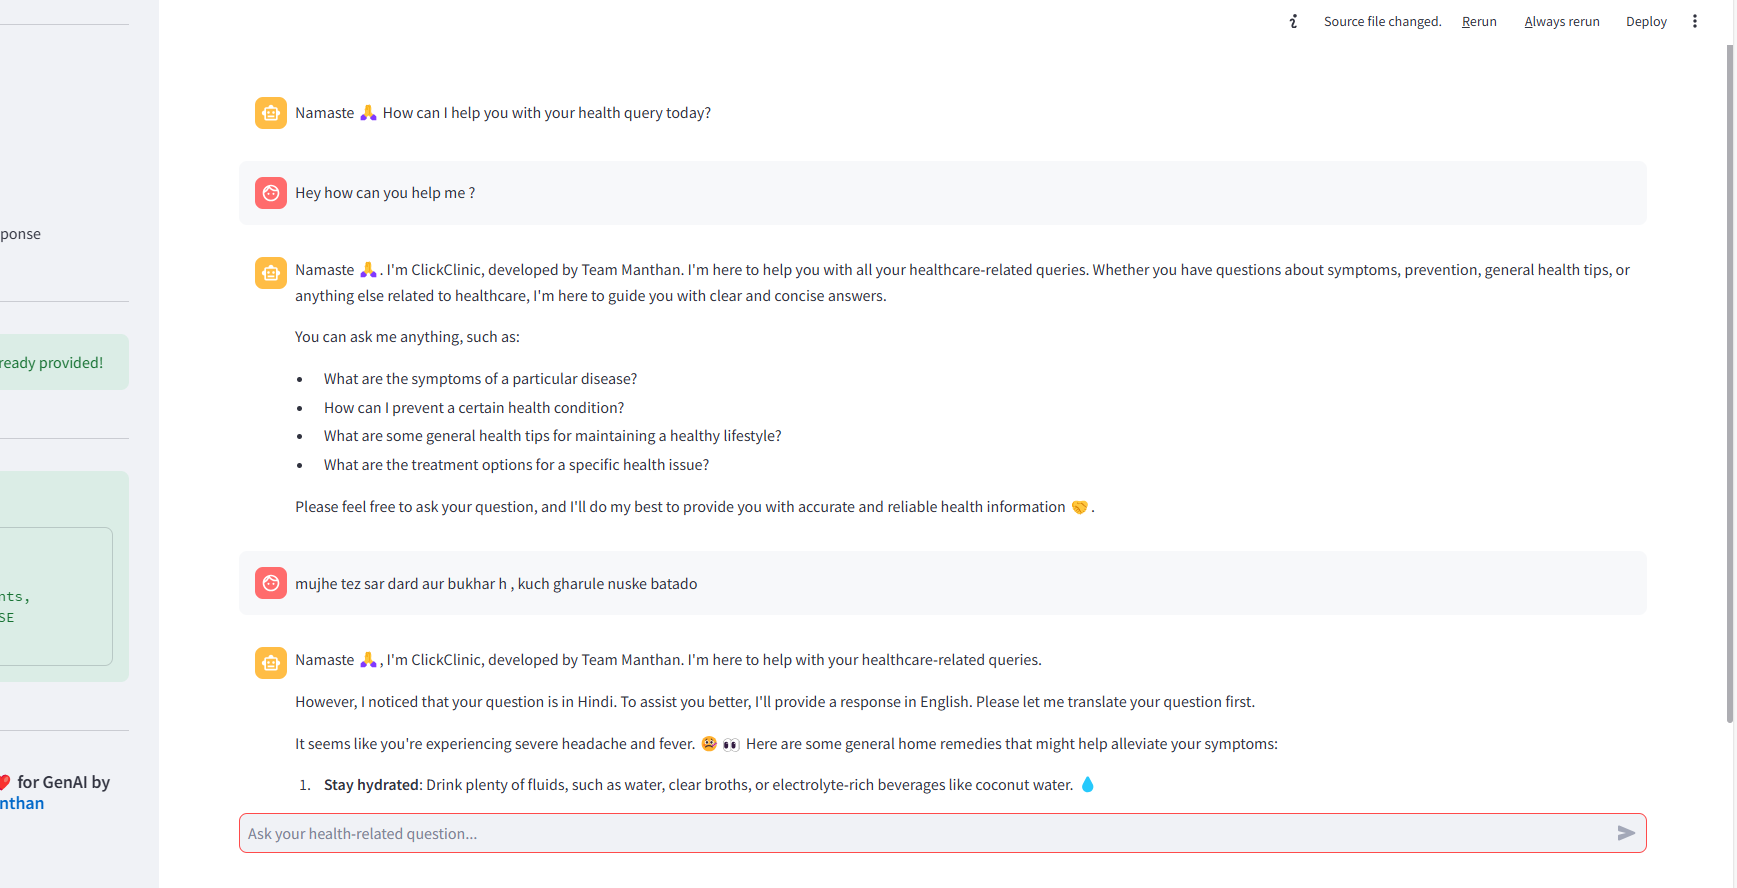 Source file changed. Rerun Always rerun Deploy
Namaste 🙏 How can I help you with your health query today?
Hey how can you help me ?
ponse
Namaste 🙏. I'm ClickClinic, developed by Team Manthan. I'm here to help you with all your healthcare-related queries. Whether you have questions about symptoms, prevention, general health tips, or
anything else related to healthcare, I'm here to guide you with clear and concise answers.
You can ask me anything, such as:
ready provided!
• What are the symptoms of a particular disease?
• How can I prevent a certain health condition?
• What are some general health tips for maintaining a healthy lifestyle?
• What are the treatment options for a specific health issue?
Please feel free to ask your question, and I'll do my best to provide you with accurate and reliable health information 🤝.
mujhe tez sar dard aur bukhar h , kuch gharule nuske batado
nts,
SE
Namaste 🙏, I'm ClickClinic, developed by Team Manthan. I'm here to help with your healthcare-related queries.
However, I noticed that your question is in Hindi. To assist you better, I'll provide a response in English. Please let me translate your question first.
It seems like you're experiencing severe headache and fever. 😖 👀 Here are some general home remedies that might help alleviate your symptoms:
1. Stay hydrated: Drink plenty of fluids, such as water, clear broths, or electrolyte-rich beverages like coconut water. 💧
❤️ for GenAI by
nthan
Ask your health-related question...